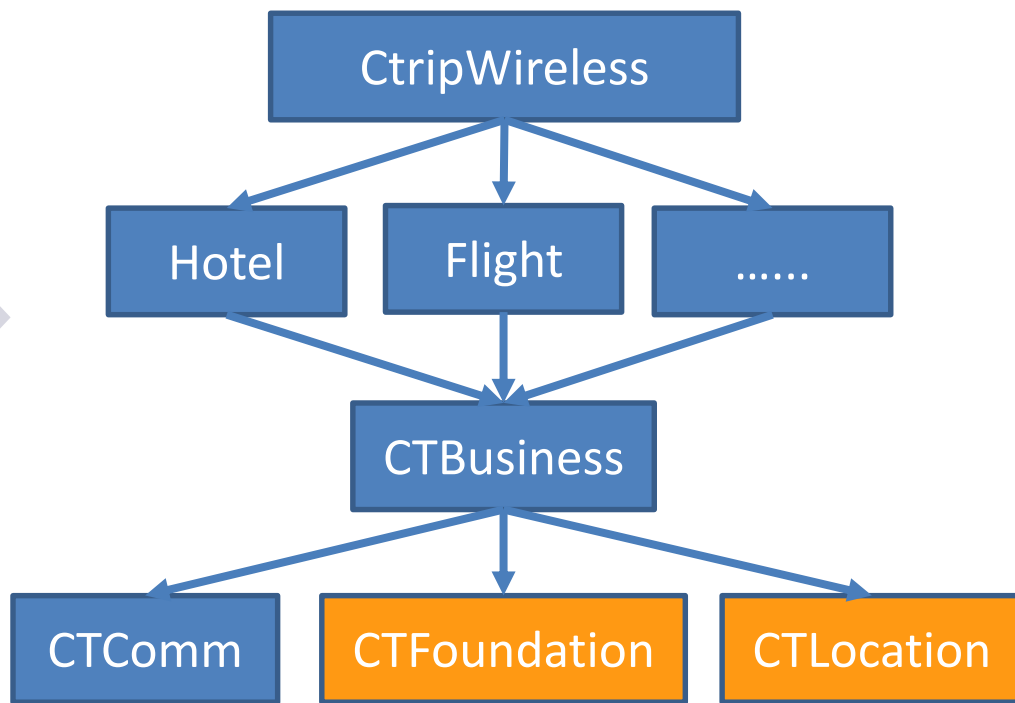 CtripWireless
Hotel
Flight
......
CTBusiness
CTComm
CTFoundation
CTLocation